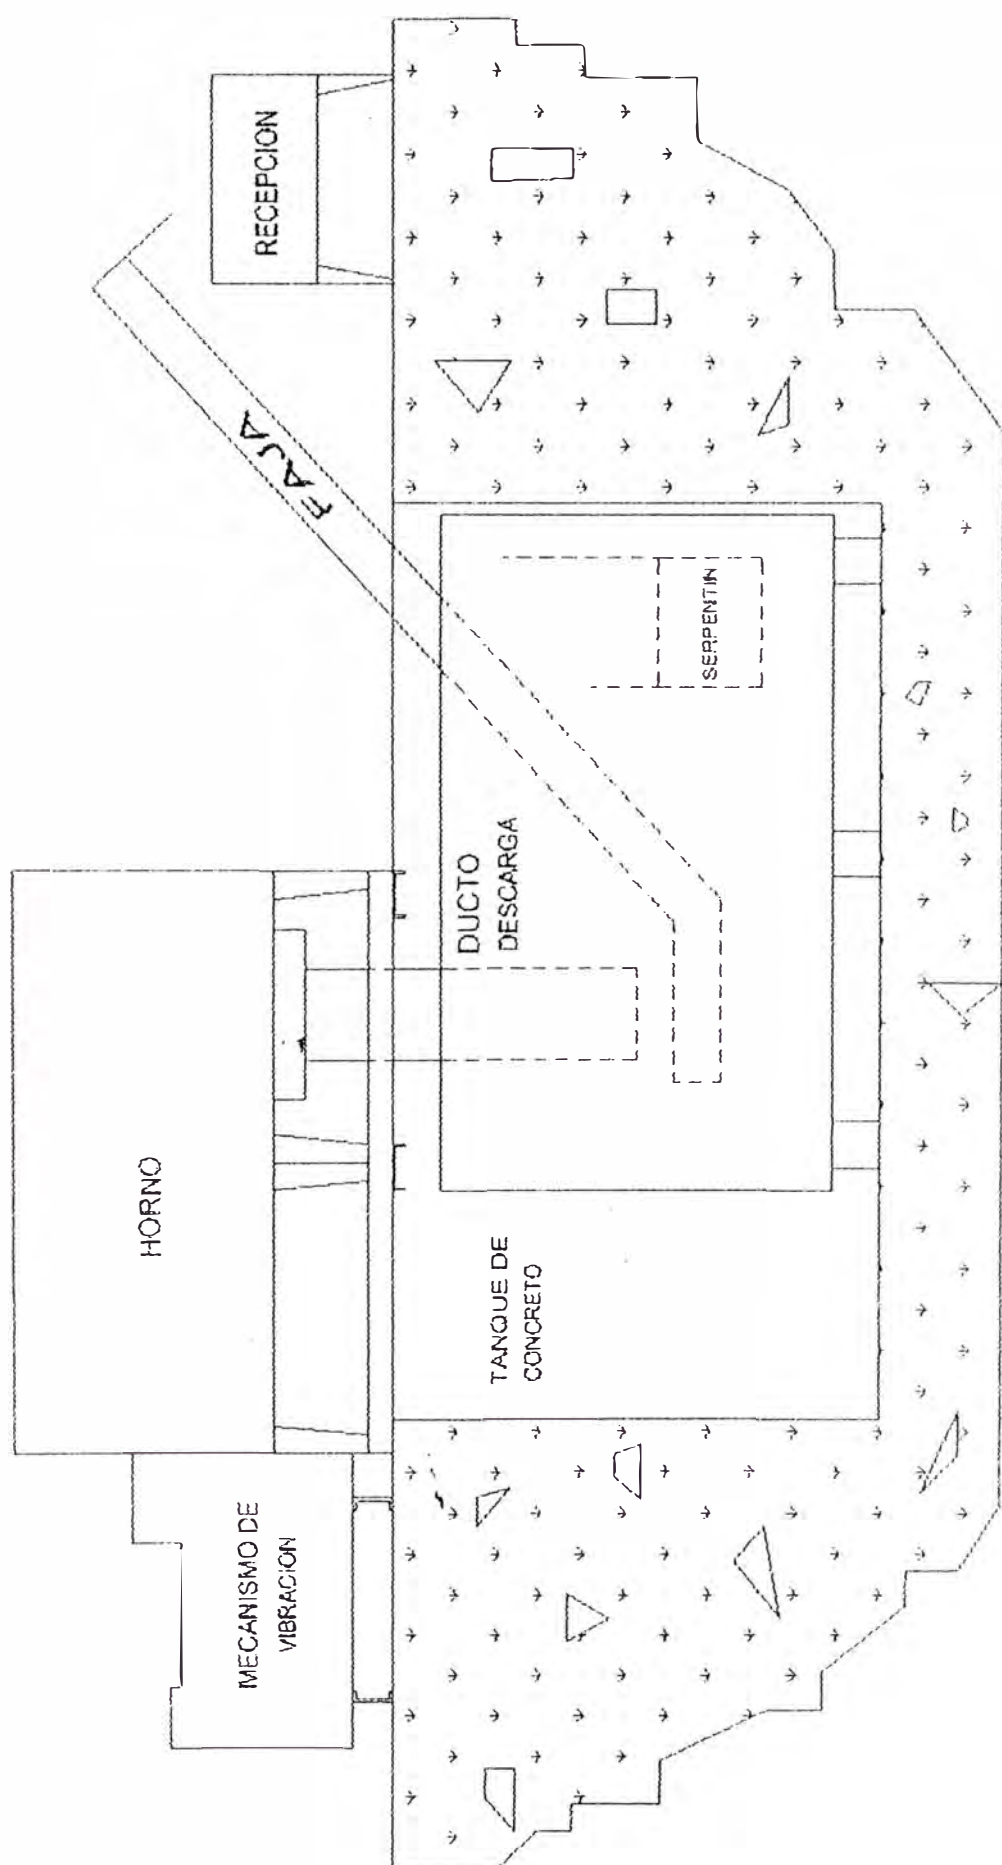 MECANISMO DE
VIBRACION
HORNO
RECEPCION
FAJA
TANQUE DE
CONCRETO
DUCTO
DESCARGA
SERPENTIN